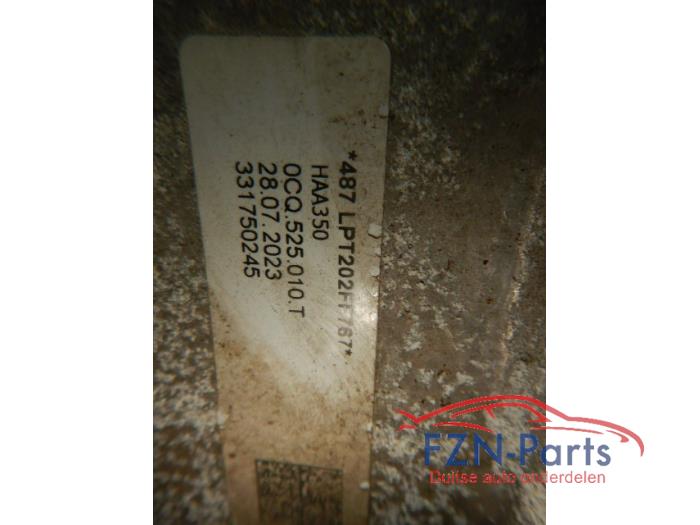 *487 LPT202FF767*
HAA350
0CQ.525.010.T
28.07.2023
331750245
FZN-Parts
Duitse auto onderdelen